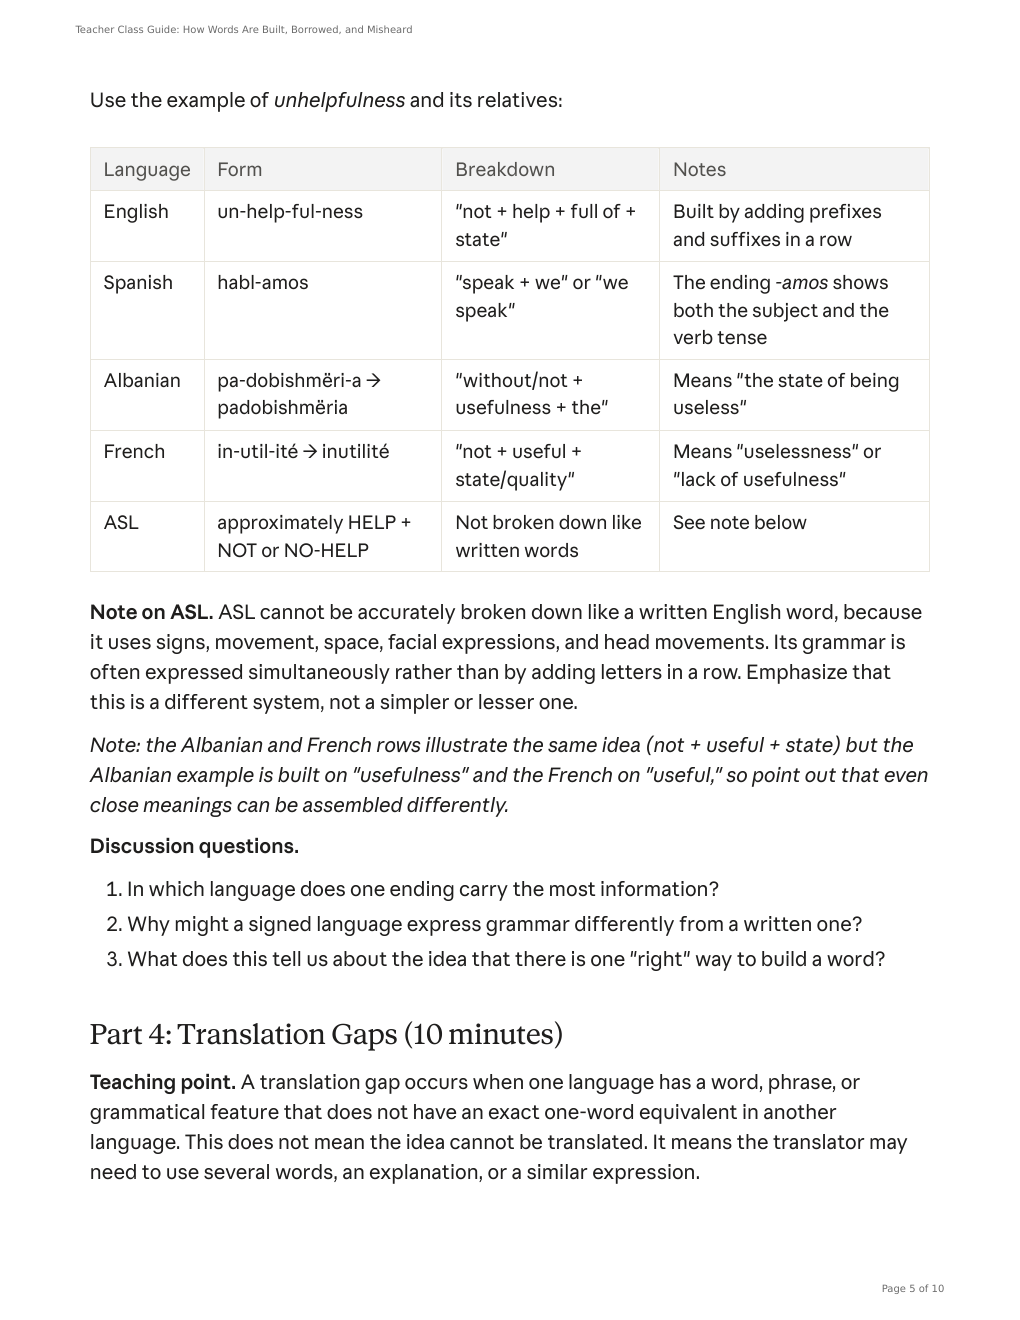 Teacher Class Guide: How Words Are Built, Borrowed, and Misheard
Use the example of unhelpfulness and its relatives:
Language Form Breakdown Notes
English un-help-ful-ness "not + help + full of + state" Built by adding prefixes and suffixes in a row
Spanish habl-amos "speak + we" or "we speak" The ending -amos shows both the subject and the verb tense
Albanian pa-dobishmëri-a → padobishmëria "without/not + usefulness + the" Means "the state of being useless"
French in-util-ité → inutilité "not + useful + state/quality" Means "uselessness" or "lack of usefulness"
ASL approximately HELP + NOT or NO-HELP Not broken down like written words See note below
Note on ASL. ASL cannot be accurately broken down like a written English word, because
it uses signs, movement, space, facial expressions, and head movements. Its grammar is
often expressed simultaneously rather than by adding letters in a row. Emphasize that
this is a different system, not a simpler or lesser one.
Note: the Albanian and French rows illustrate the same idea (not + useful + state) but the
Albanian example is built on "usefulness" and the French on "useful," so point out that even
close meanings can be assembled differently.
Discussion questions.
1. In which language does one ending carry the most information?
2. Why might a signed language express grammar differently from a written one?
3. What does this tell us about the idea that there is one "right" way to build a word?
Part 4: Translation Gaps (10 minutes)
Teaching point. A translation gap occurs when one language has a word, phrase, or
grammatical feature that does not have an exact one-word equivalent in another
language. This does not mean the idea cannot be translated. It means the translator may
need to use several words, an explanation, or a similar expression.
Page 5 of 10